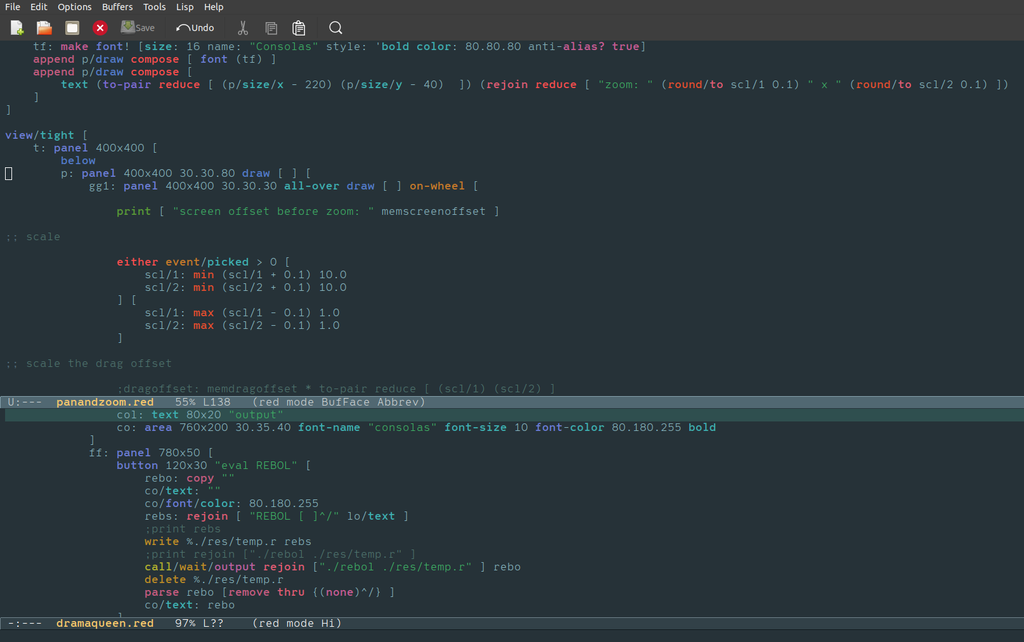 File Edit Options Buffers Tools Lisp Help
Save Undo
tf: make font! [size: 16 name: "Consolas" style: 'bold color: 80.80.80 anti-alias? true]
append p/draw compose [ font (tf) ]
append p/draw compose [
text (to-pair reduce [ (p/size/x - 220) (p/size/y - 40)  ]) (rejoin reduce [ "zoom: " (round/to scl/1 0.1) " x " (round/to scl/2 0.1) ])
]
]
view/tight [
t: panel 400x400 [
below
p: panel 400x400 30.30.80 draw [ ] [
gg1: panel 400x400 30.30.30 all-over draw [ ] on-wheel [
print [ "screen offset before zoom: " memscreenoffset ]
;; scale
either event/picked > 0 [
scl/1: min (scl/1 + 0.1) 10.0
scl/2: min (scl/2 + 0.1) 10.0
] [
scl/1: max (scl/1 - 0.1) 1.0
scl/2: max (scl/2 - 0.1) 1.0
]
;; scale the drag offset
;dragoffset: memdragoffset * to-pair reduce [ (scl/1) (scl/2) ]
U:--- panandzoom.red 55% L138 (red mode BufFace Abbrev)
col: text 80x20 "output"
co: area 760x200 30.35.40 font-name "consolas" font-size 10 font-color 80.180.255 bold
]
ff: panel 780x50 [
button 120x30 "eval REBOL" [
rebo: copy ""
co/text: ""
co/font/color: 80.180.255
rebs: rejoin [ "REBOL [ ]^/" lo/text ]
;print rebs
write %./res/temp.r rebs
;print rejoin ["./rebol ./res/temp.r" ]
call/wait/output rejoin ["./rebol ./res/temp.r" ] rebo
delete %./res/temp.r
parse rebo [remove thru {(none)^/} ]
co/text: rebo
]
-:--- dramaqueen.red 97% L?? (red mode Hi)